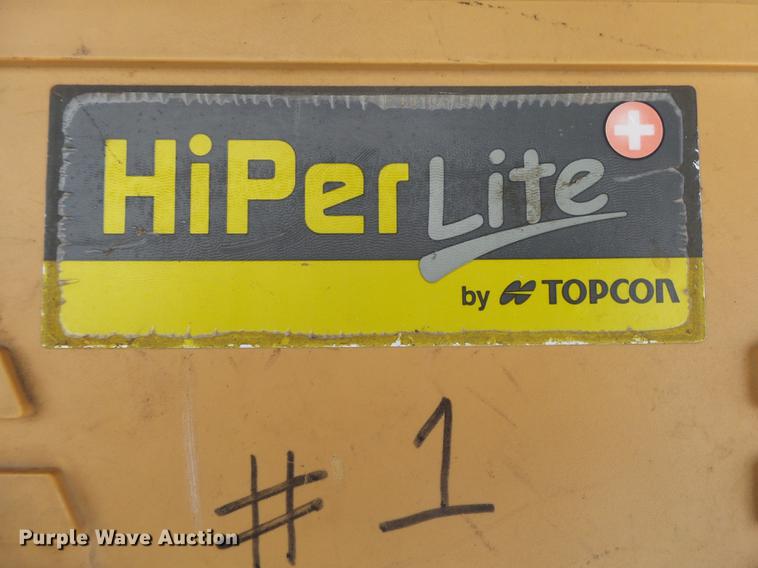 HiPer Lite +
by TOPCON
# 1
Purple Wave Auction